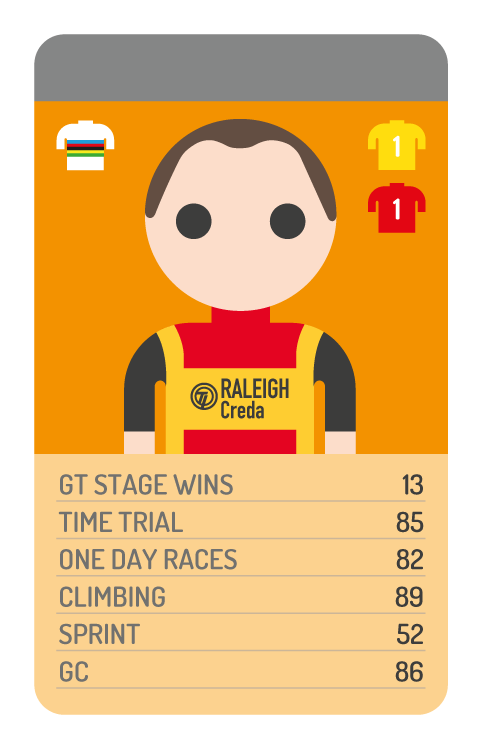 1
1
RALEIGH
Creda
GT STAGE WINS 13
TIME TRIAL 85
ONE DAY RACES 82
CLIMBING 89
SPRINT 52
GC 86